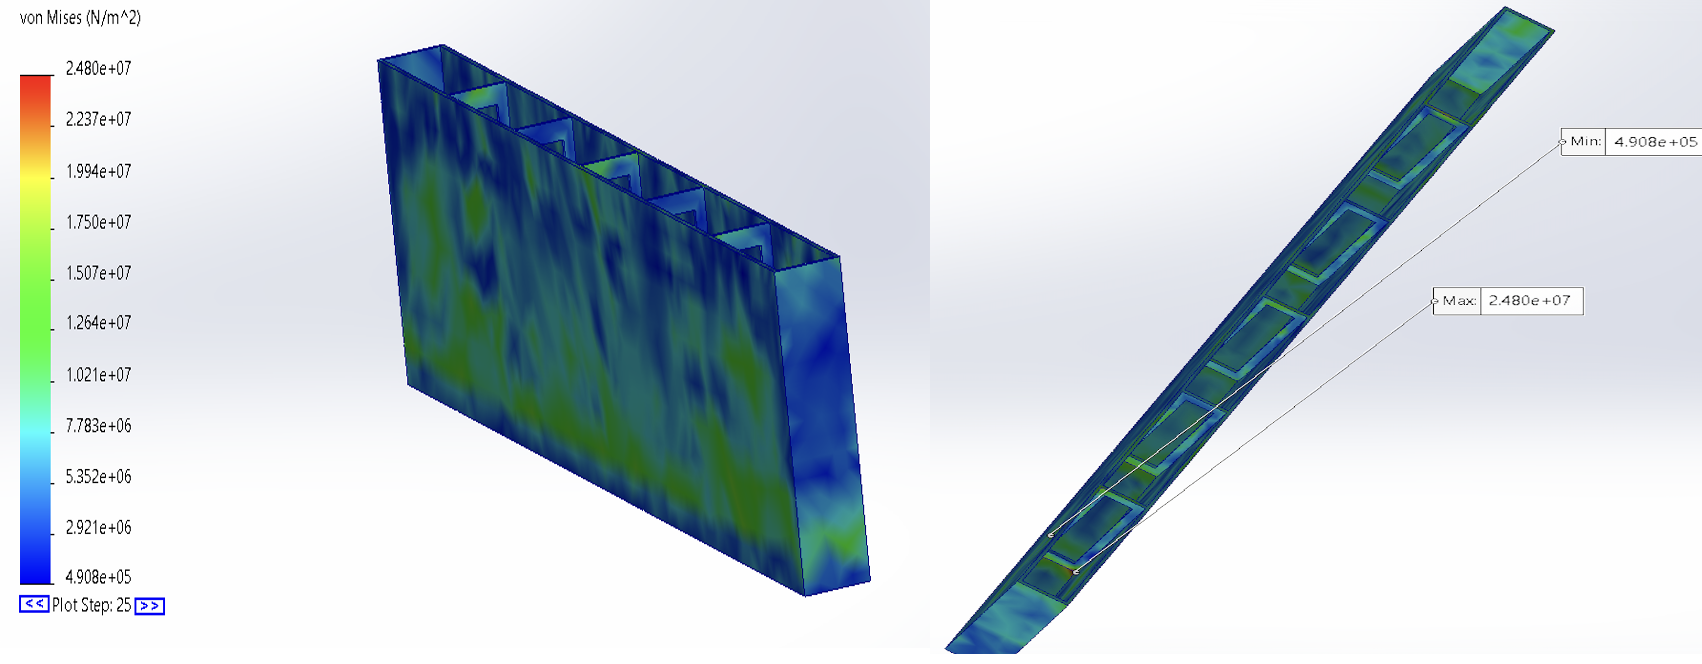 von Mises (N/m^2)
2.480e+07
2.237e+07
1.994e+07
1.750e+07
1.507e+07
1.264e+07
1.021e+07
7.783e+06
5.352e+06
2.921e+06
4.908e+05
<< Plot Step: 25 >>
Min: 4.908e+05
Max: 2.480e+07